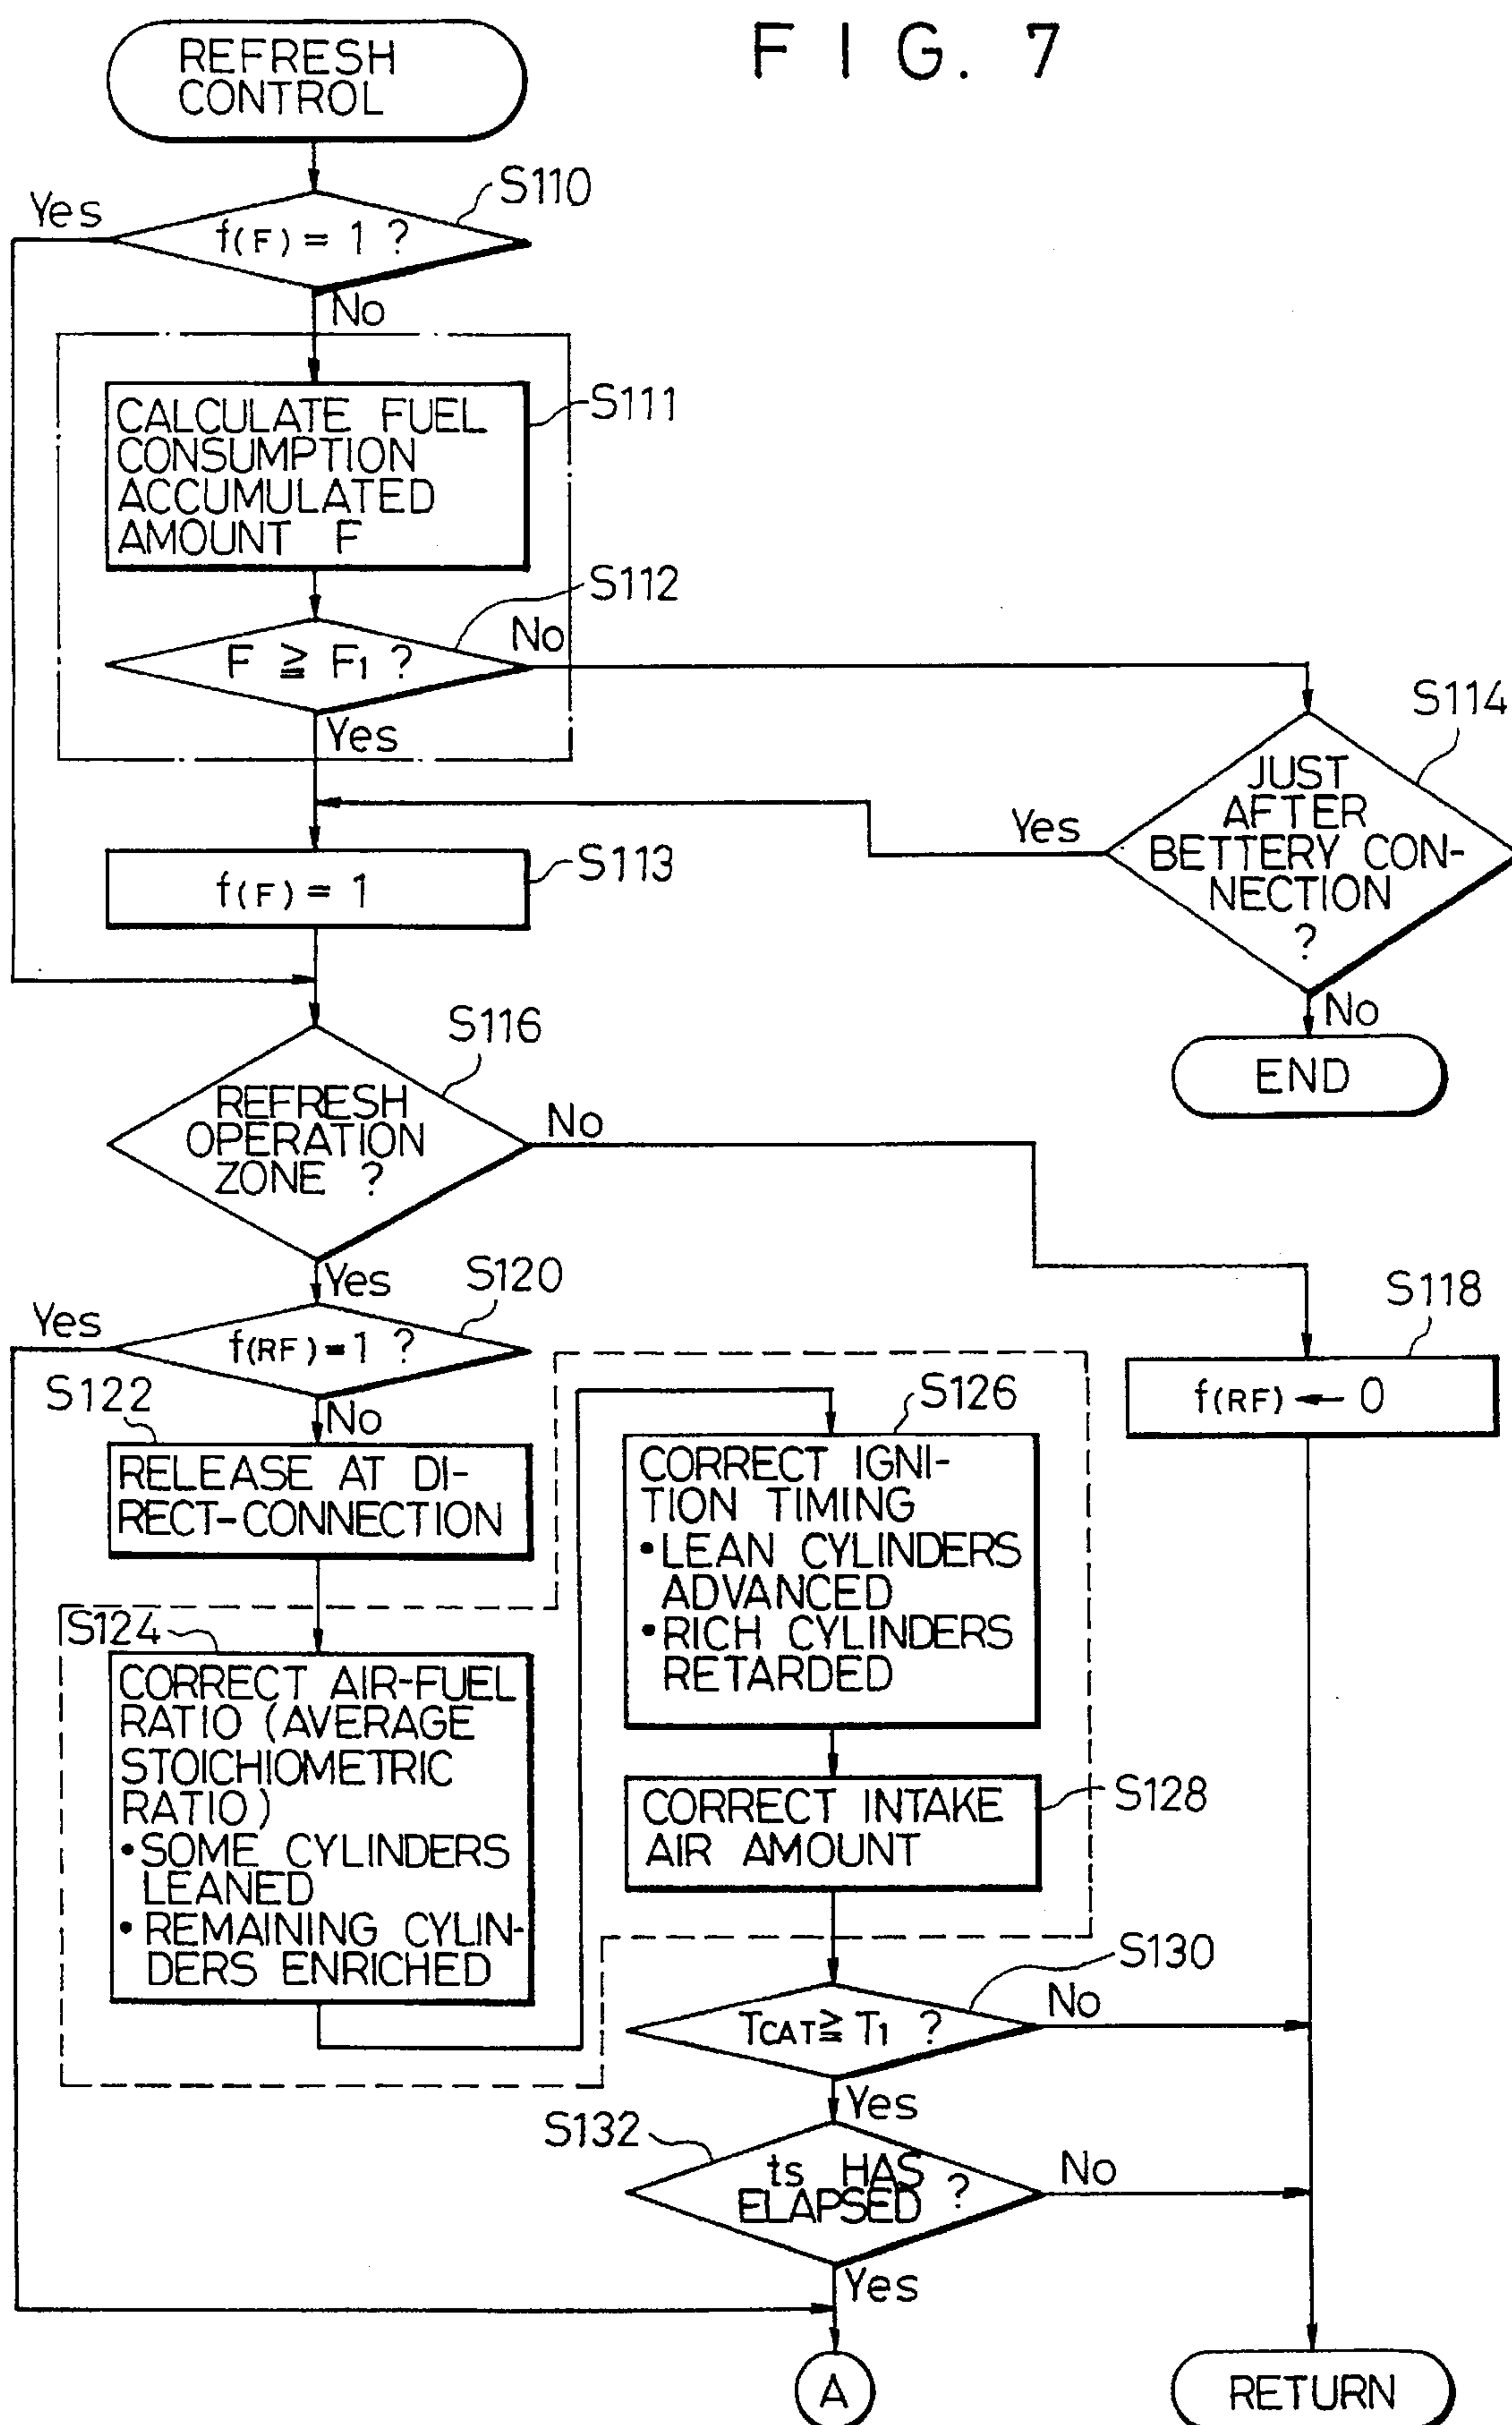 FIG. 7
REFRESH
CONTROL
S110
Yes
f(F) = 1 ?
No
S111
CALCULATE FUEL
CONSUMPTION
ACCUMULATED
AMOUNT F
S112
F ≧ F1 ?
No
Yes
S114
JUST
AFTER
BETTERY CON-
NECTION
?
Yes
No
END
S113
f(F) = 1
S116
REFRESH
OPERATION
ZONE ?
No
Yes
S118
f(RF) ← 0
S120
Yes
f(RF)=1 ?
No
S122
RELEASE AT DI-
RECT-CONNECTION
S124
CORRECT AIR-FUEL
RATIO (AVERAGE
STOICHIOMETRIC
RATIO)
•SOME CYLINDERS
LEANED
• REMAINING CYLIN-
DERS ENRICHED
S126
CORRECT IGNI-
TION TIMING
•LEAN CYLINDERS
ADVANCED
•RICH CYLINDERS
RETARDED
S128
CORRECT INTAKE
AIR AMOUNT
S130
TCAT≧T1 ?
No
Yes
S132
ts HAS
ELAPSED ?
No
Yes
A
RETURN